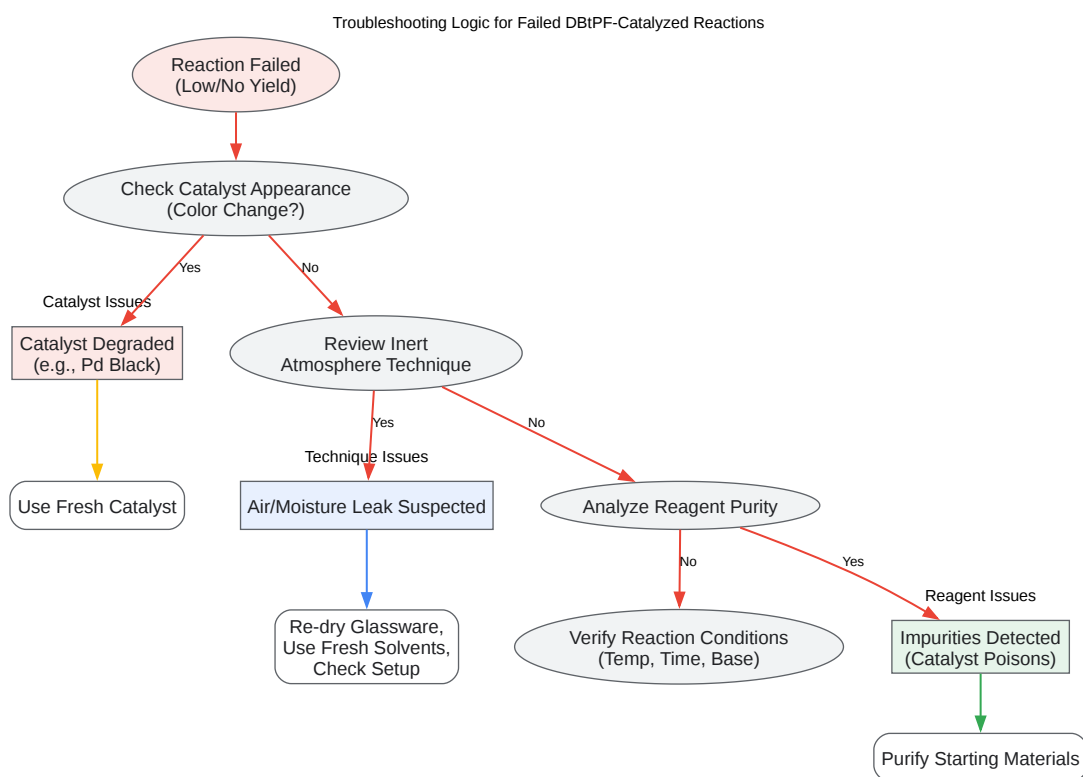 Troubleshooting Logic for Failed DBtPF-Catalyzed Reactions
Reaction Failed
(Low/No Yield)
Check Catalyst Appearance
(Color Change?)
Yes
No
Catalyst Issues
Catalyst Degraded
(e.g., Pd Black)
Review Inert
Atmosphere Technique
Yes
No
Technique Issues
Use Fresh Catalyst
Air/Moisture Leak Suspected
Analyze Reagent Purity
No
Yes
Reagent Issues
Re-dry Glassware,
Use Fresh Solvents,
Check Setup
Verify Reaction Conditions
(Temp, Time, Base)
Impurities Detected
(Catalyst Poisons)
Purify Starting Materials